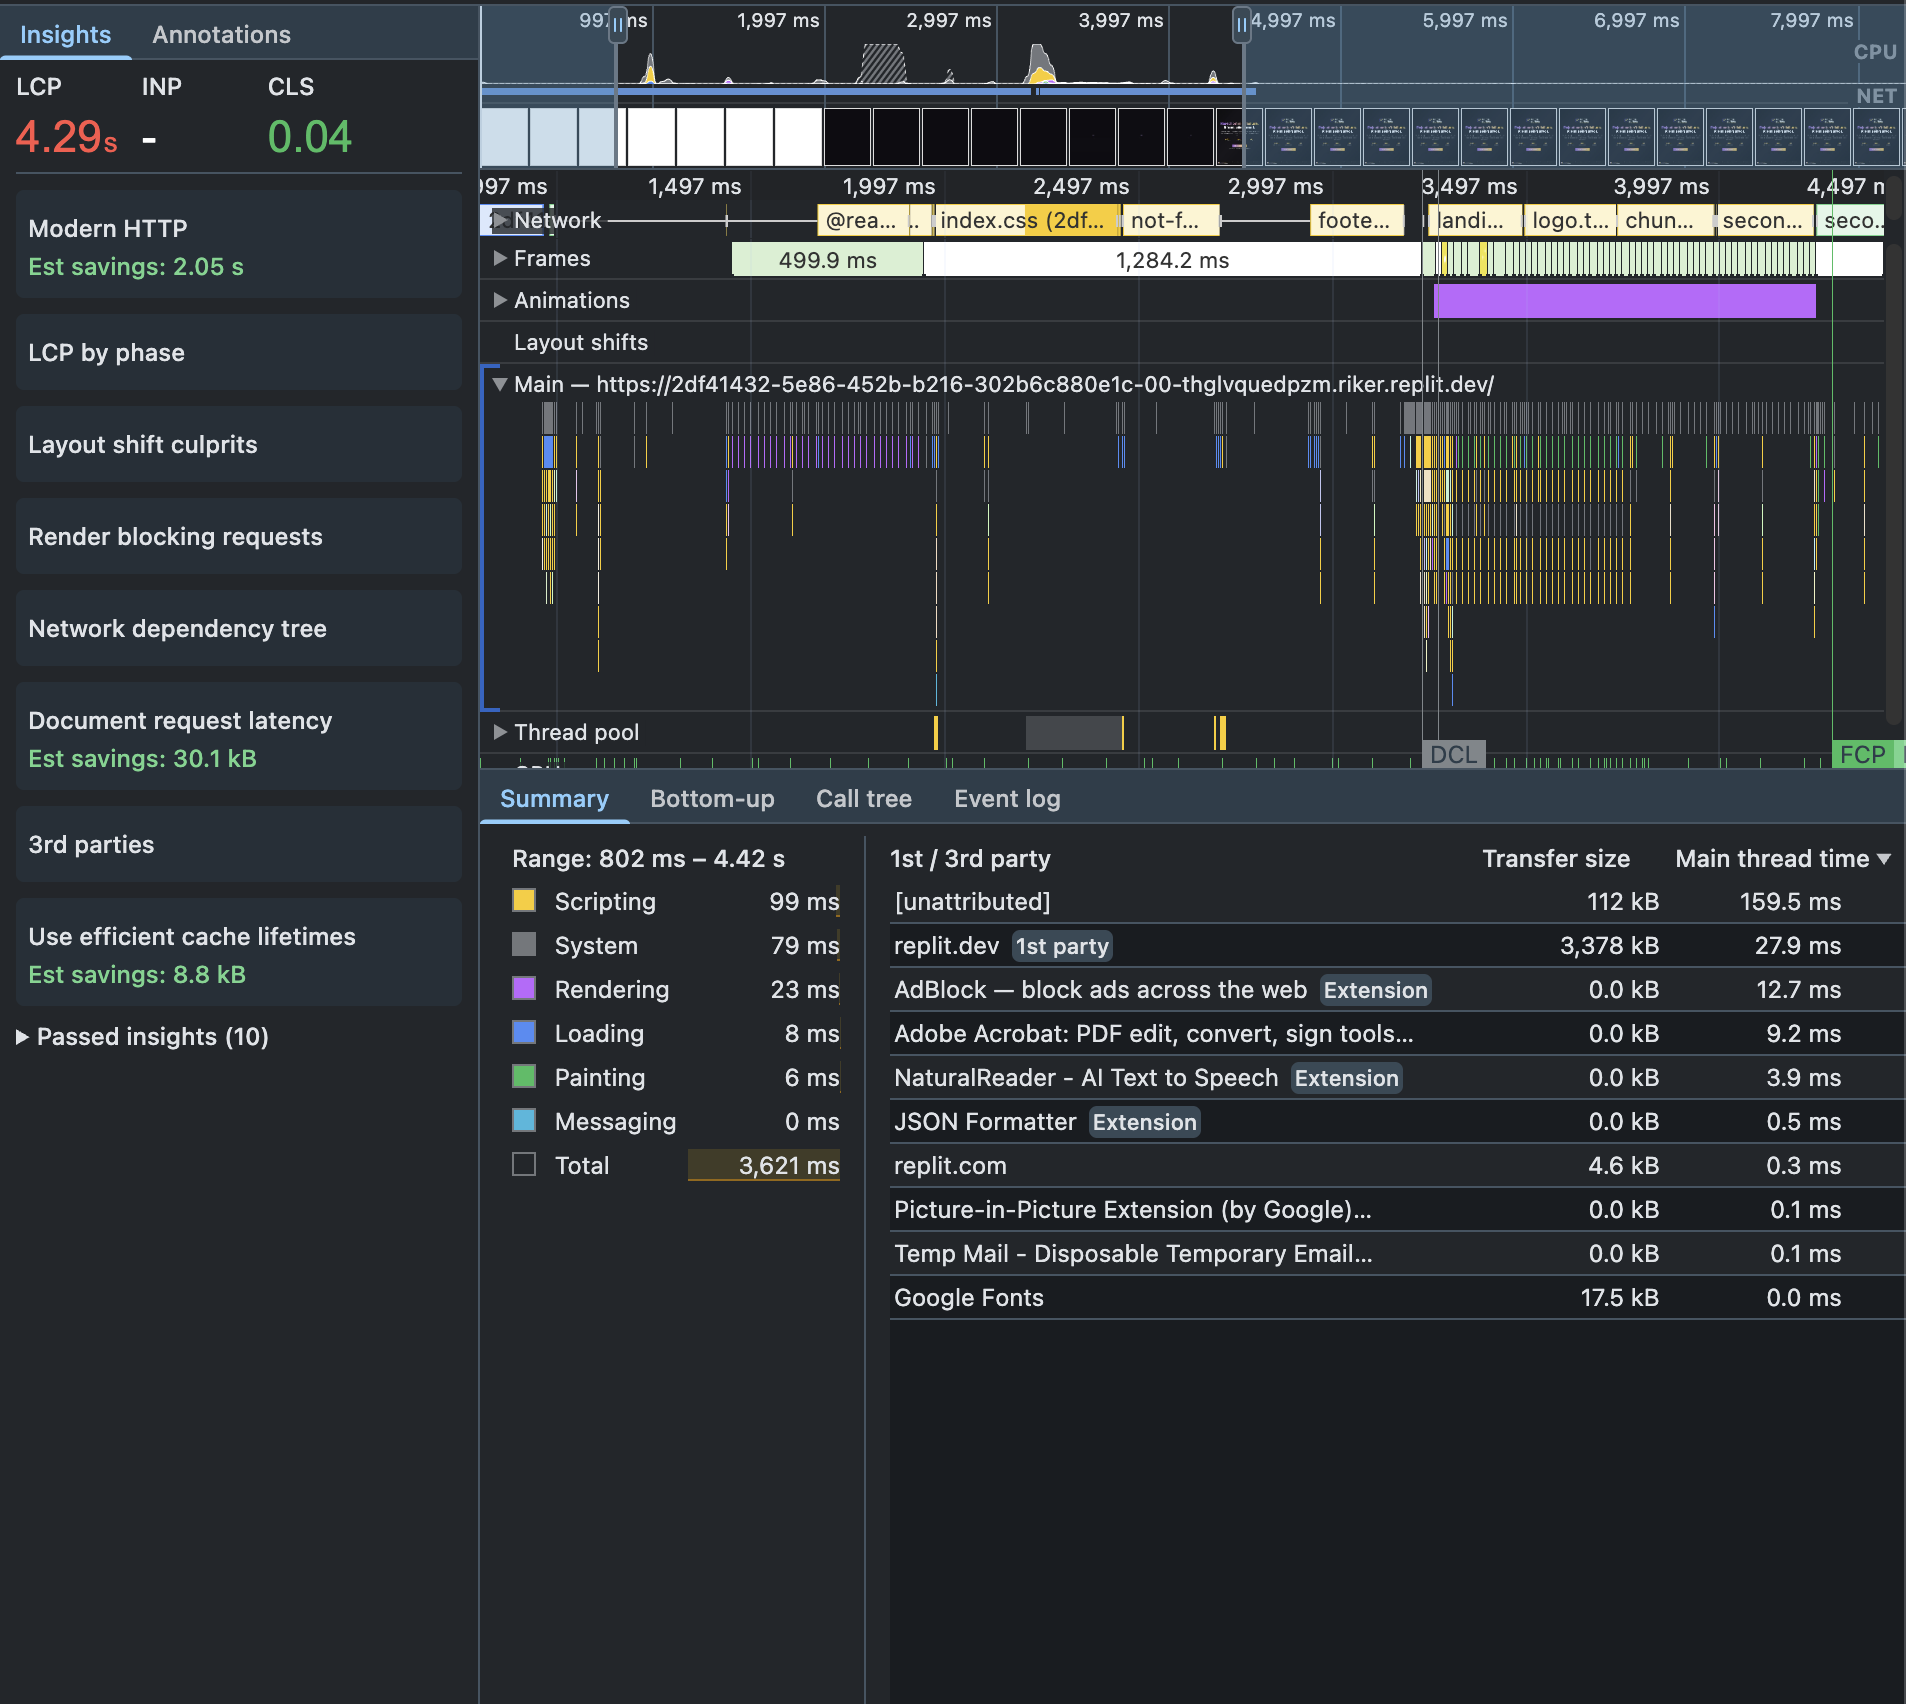 Insights
Annotations
LCP
INP
CLS
4.29s
-
0.04
Modern HTTP
Est savings: 2.05 s
LCP by phase
Layout shift culprits
Render blocking requests
Network dependency tree
Document request latency
Est savings: 30.1 kB
3rd parties
Use efficient cache lifetimes
Est savings: 8.8 kB
Passed insights (10)
997 ms
1,997 ms
2,997 ms
3,997 ms
4,997 ms
5,997 ms
6,997 ms
7,997 ms
CPU
NET
997 ms
1,497 ms
1,997 ms
2,497 ms
2,997 ms
3,497 ms
3,997 ms
4,497 m
Network
@rea...
..
index.css (2df...
not-f...
foote...
landi...
logo.t...
chun...
secon...
seco..
Frames
499.9 ms
1,284.2 ms
Animations
Layout shifts
Main — https://2df41432-5e86-452b-b216-302b6c880e1c-00-thglvquedpzm.riker.replit.dev/
Thread pool
DCL
FCP
Summary
Bottom-up
Call tree
Event log
Range: 802 ms – 4.42 s
Scripting 99 ms
System 79 ms
Rendering 23 ms
Loading 8 ms
Painting 6 ms
Messaging 0 ms
Total 3,621 ms
1st / 3rd party Transfer size Main thread time
[unattributed] 112 kB 159.5 ms
replit.dev 1st party 3,378 kB 27.9 ms
AdBlock — block ads across the web Extension 0.0 kB 12.7 ms
Adobe Acrobat: PDF edit, convert, sign tools... 0.0 kB 9.2 ms
NaturalReader - AI Text to Speech Extension 0.0 kB 3.9 ms
JSON Formatter Extension 0.0 kB 0.5 ms
replit.com 4.6 kB 0.3 ms
Picture-in-Picture Extension (by Google)... 0.0 kB 0.1 ms
Temp Mail - Disposable Temporary Email... 0.0 kB 0.1 ms
Google Fonts 17.5 kB 0.0 ms